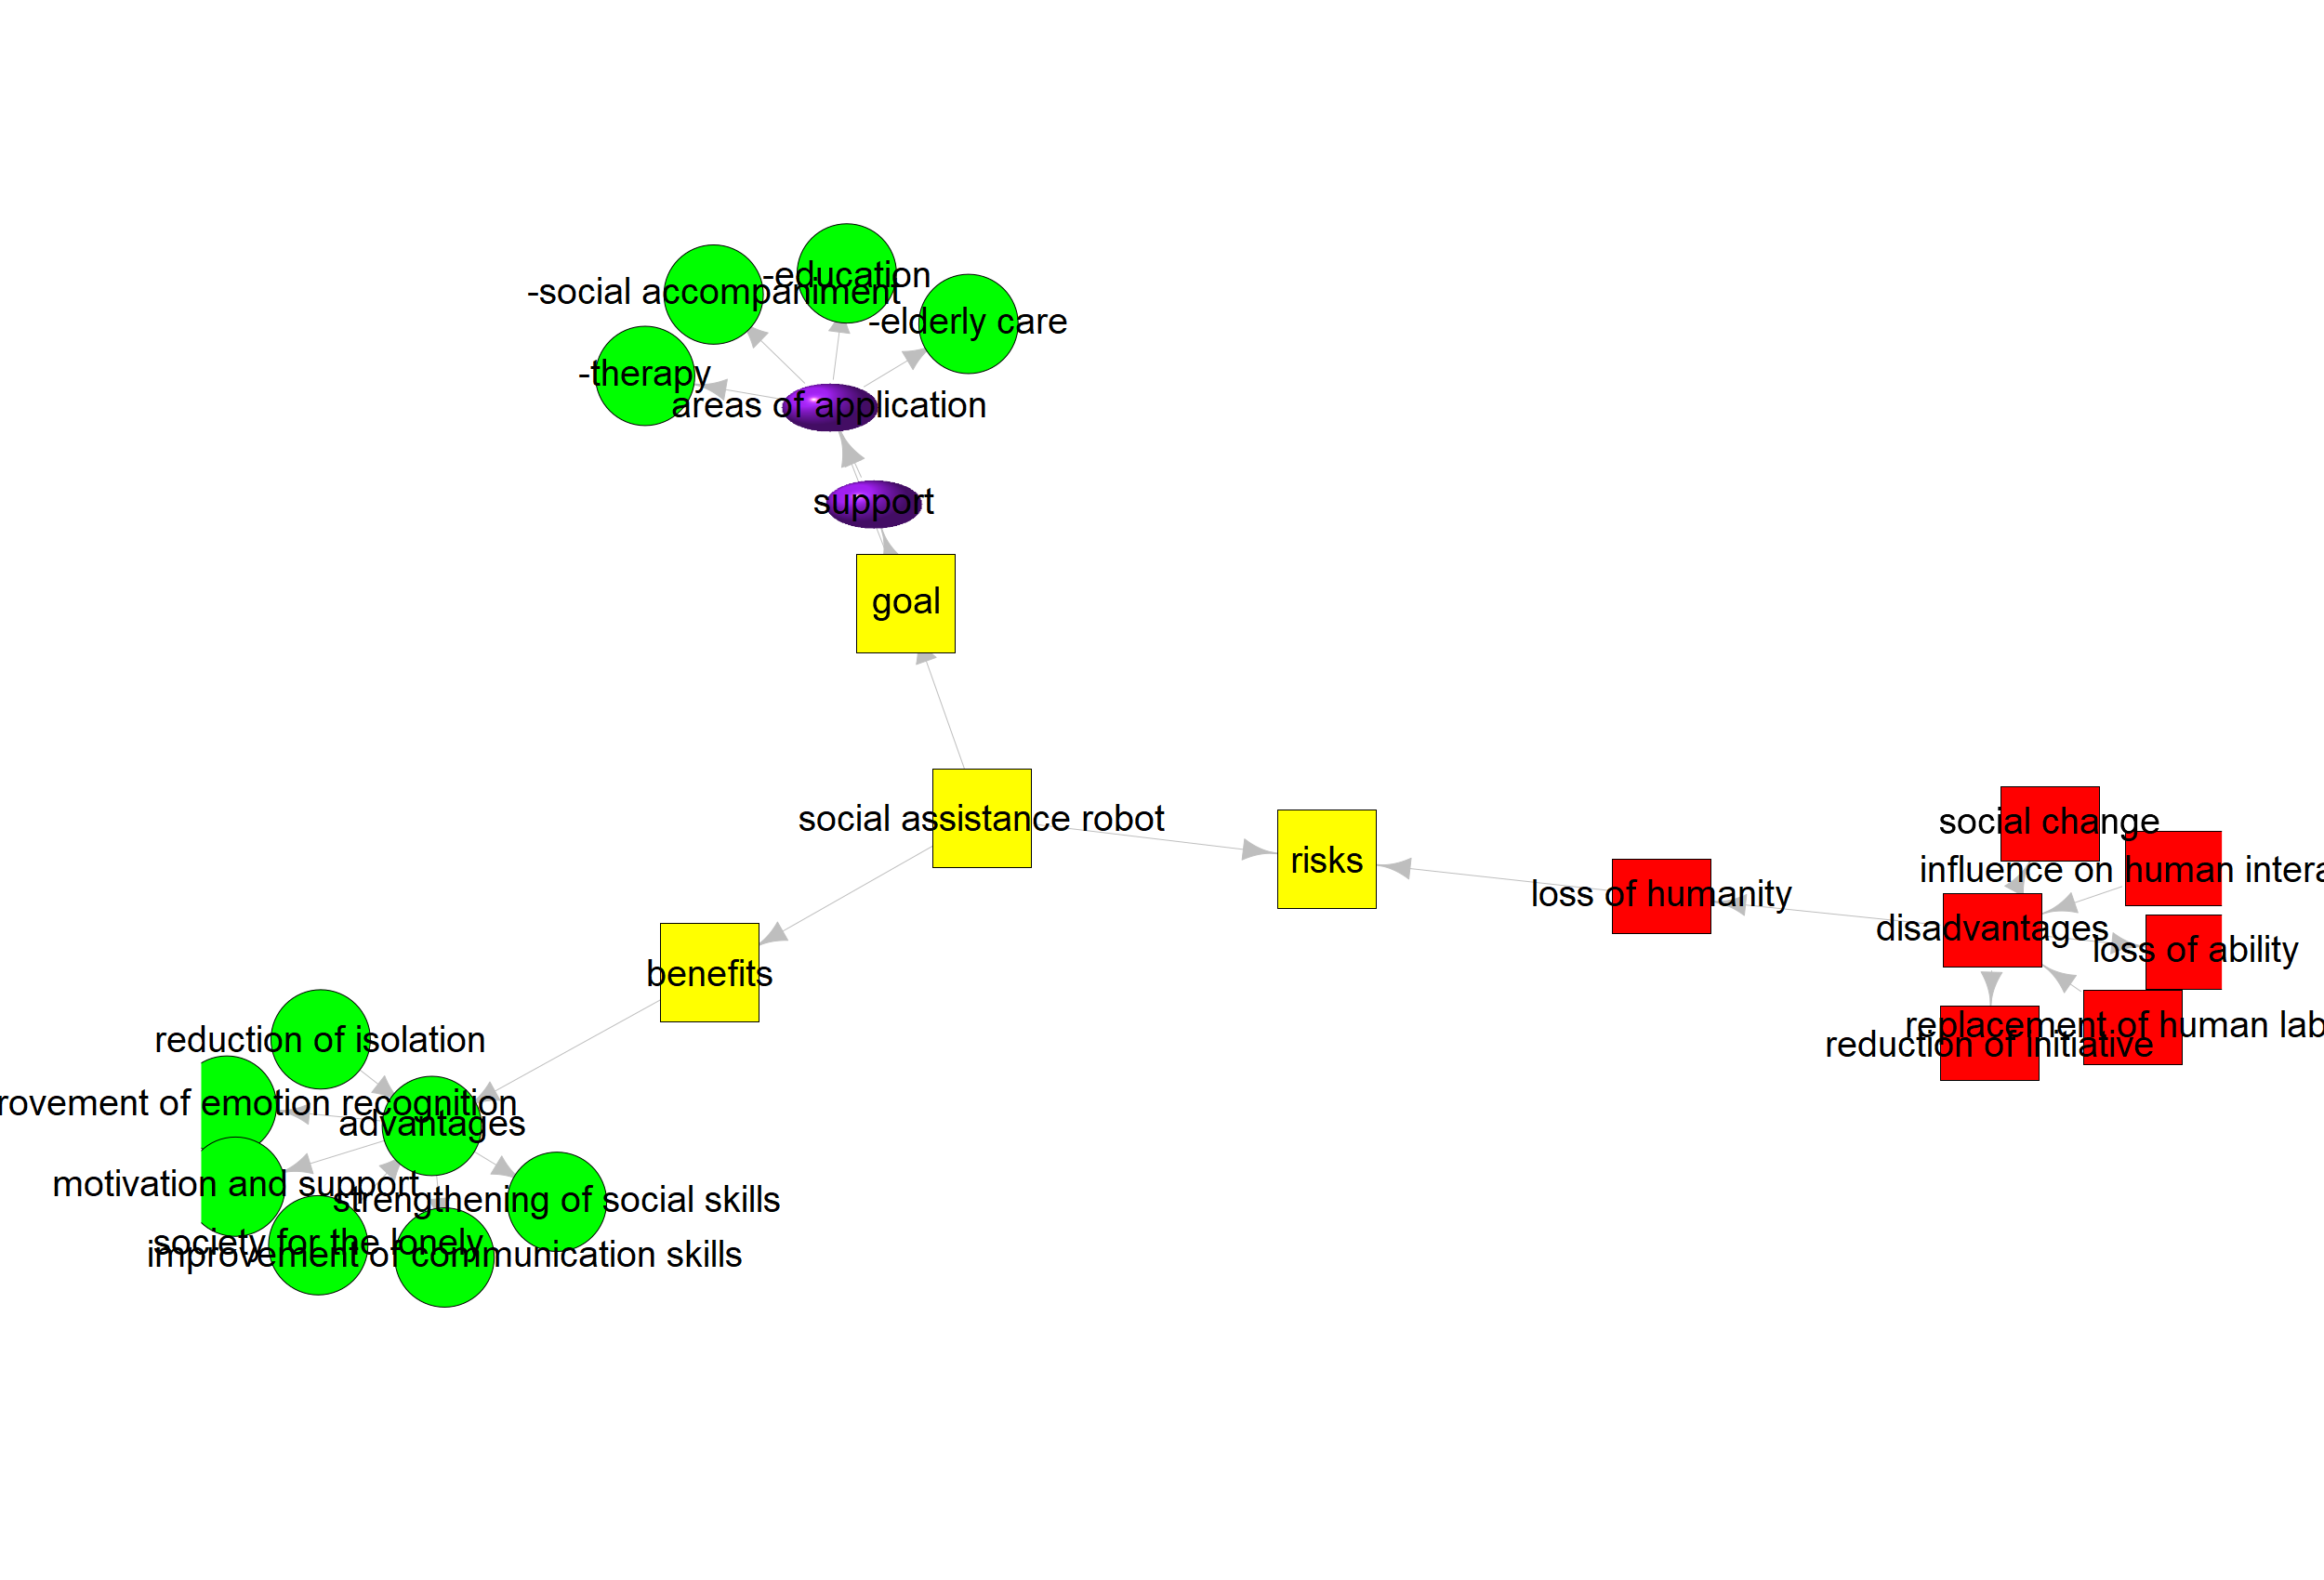 -education
-social accompaniment
-elderly care
-therapy
areas of application
support
goal
social assistance robot
social change
risks
influence on human intera
loss of humanity
disadvantages
loss of ability
benefits
replacement of human lab
reduction of isolation
reduction of initiative
rovement of emotion recognition
advantages
motivation and support
strengthening of social skills
society for the lonely
improvement of communication skills